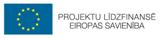 PROJEKTU LĪDZFINANSĒ
EIROPAS SAVIENĪBA